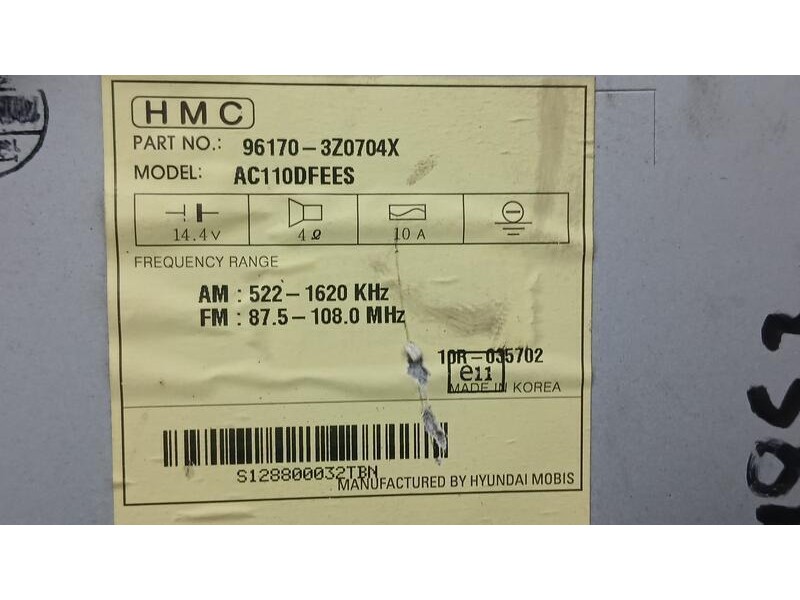 HMC
PART NO.: 96170-3Z0704X
MODEL: AC110DFEES
14.4V 4Ω 10 A
FREQUENCY RANGE
AM : 522-1620 KHz
FM : 87.5-108.0 MHz
10R-035702
e11
MADE IN KOREA
S128800032TBN
MANUFACTURED BY HYUNDAI MOBIS